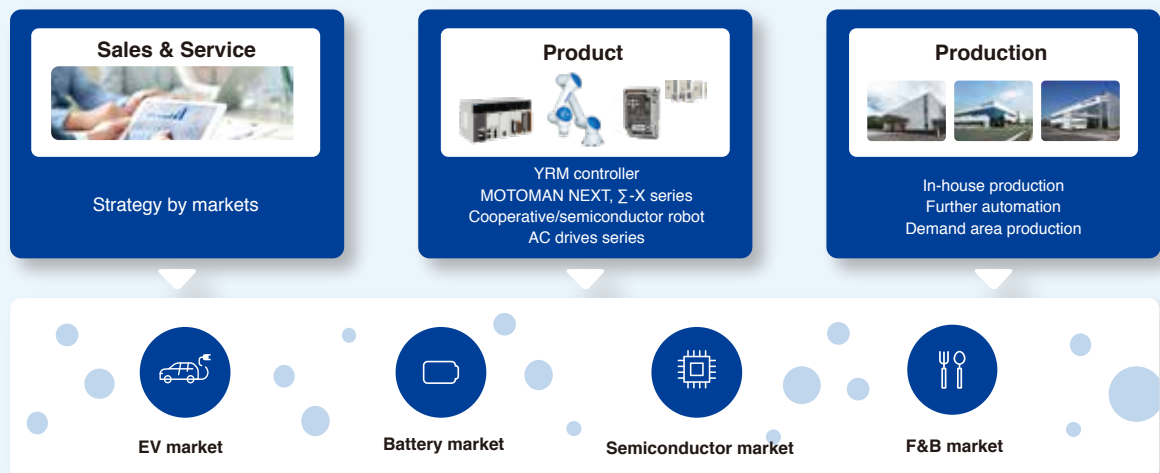 Sales & Service
Strategy by markets
Product
YRM controller
MOTOMAN NEXT, ∑-X series
Cooperative/semiconductor robot
AC drives series
Production
In-house production
Further automation
Demand area production
EV market
Battery market
Semiconductor market
F&B market